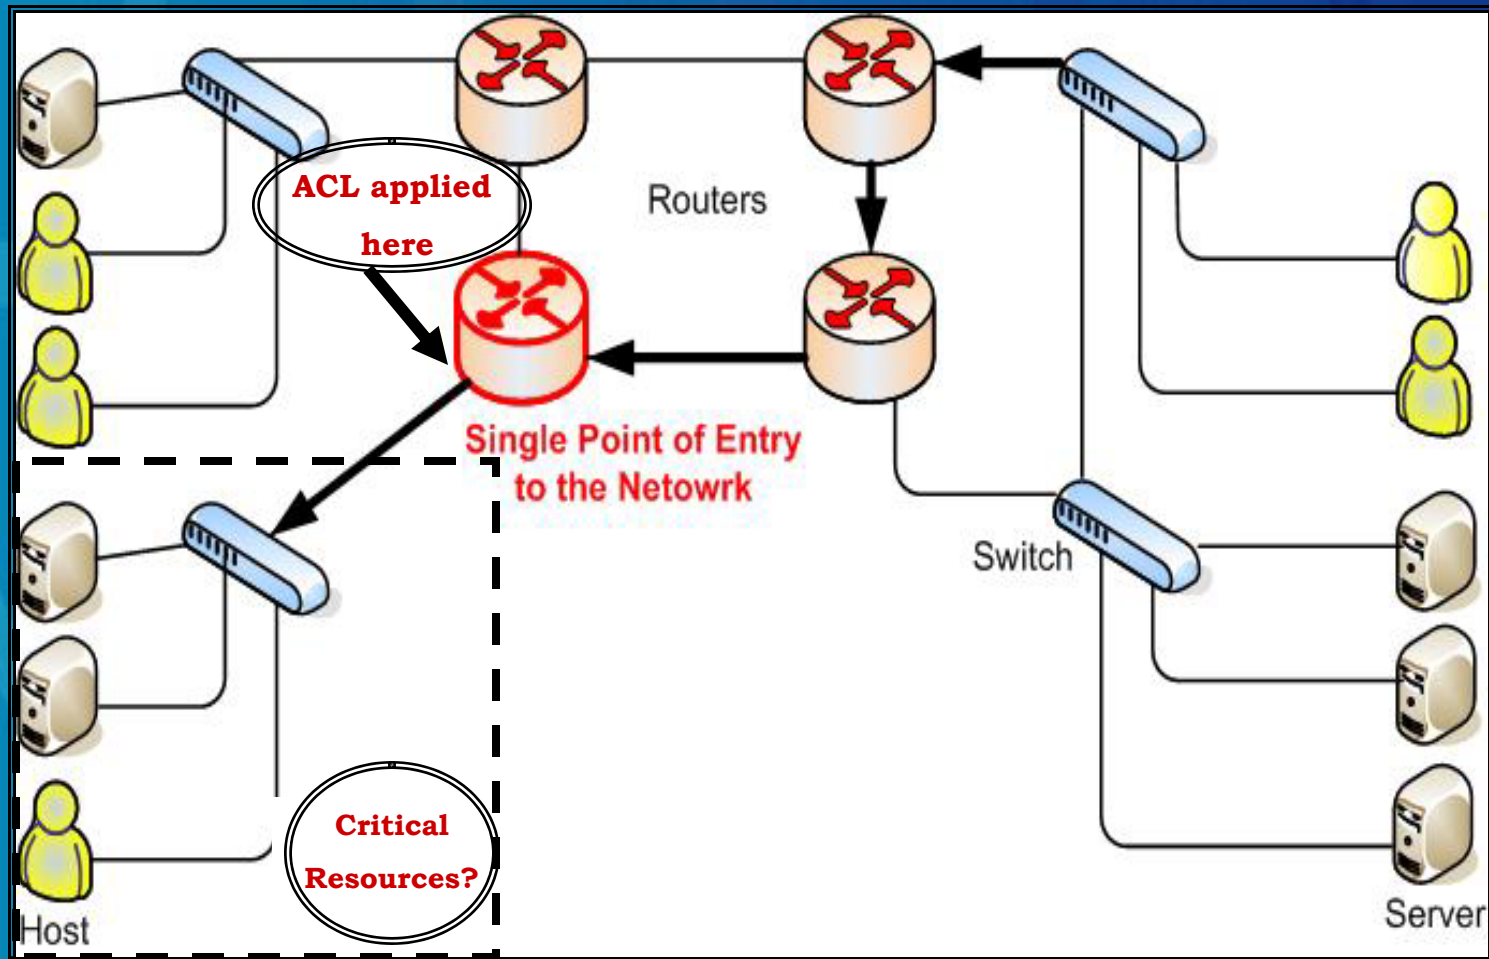 ACL applied
here
Routers
Single Point of Entry
to the Netowrk
Switch
Critical
Resources?
Host
Server